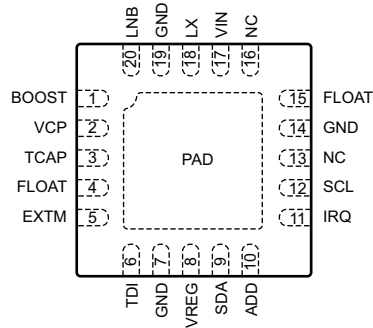 LNB GND LX VIN NC
20 19 18 17 16
BOOST 1 15 FLOAT
VCP 2 14 GND
TCAP 3 PAD 13 NC
FLOAT 4 12 SCL
EXTM 5 11 IRQ
6 7 8 9 10
TDI GND VREG SDA ADD